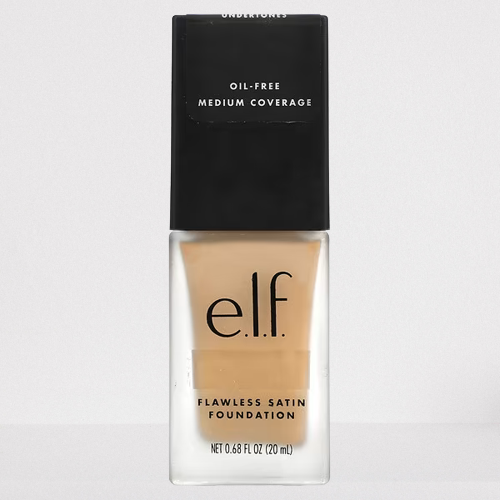 UNDERTONES
OIL-FREE
MEDIUM COVERAGE
e.l.f.
FLAWLESS SATIN
FOUNDATION
NET 0.68 FL OZ (20 mL)